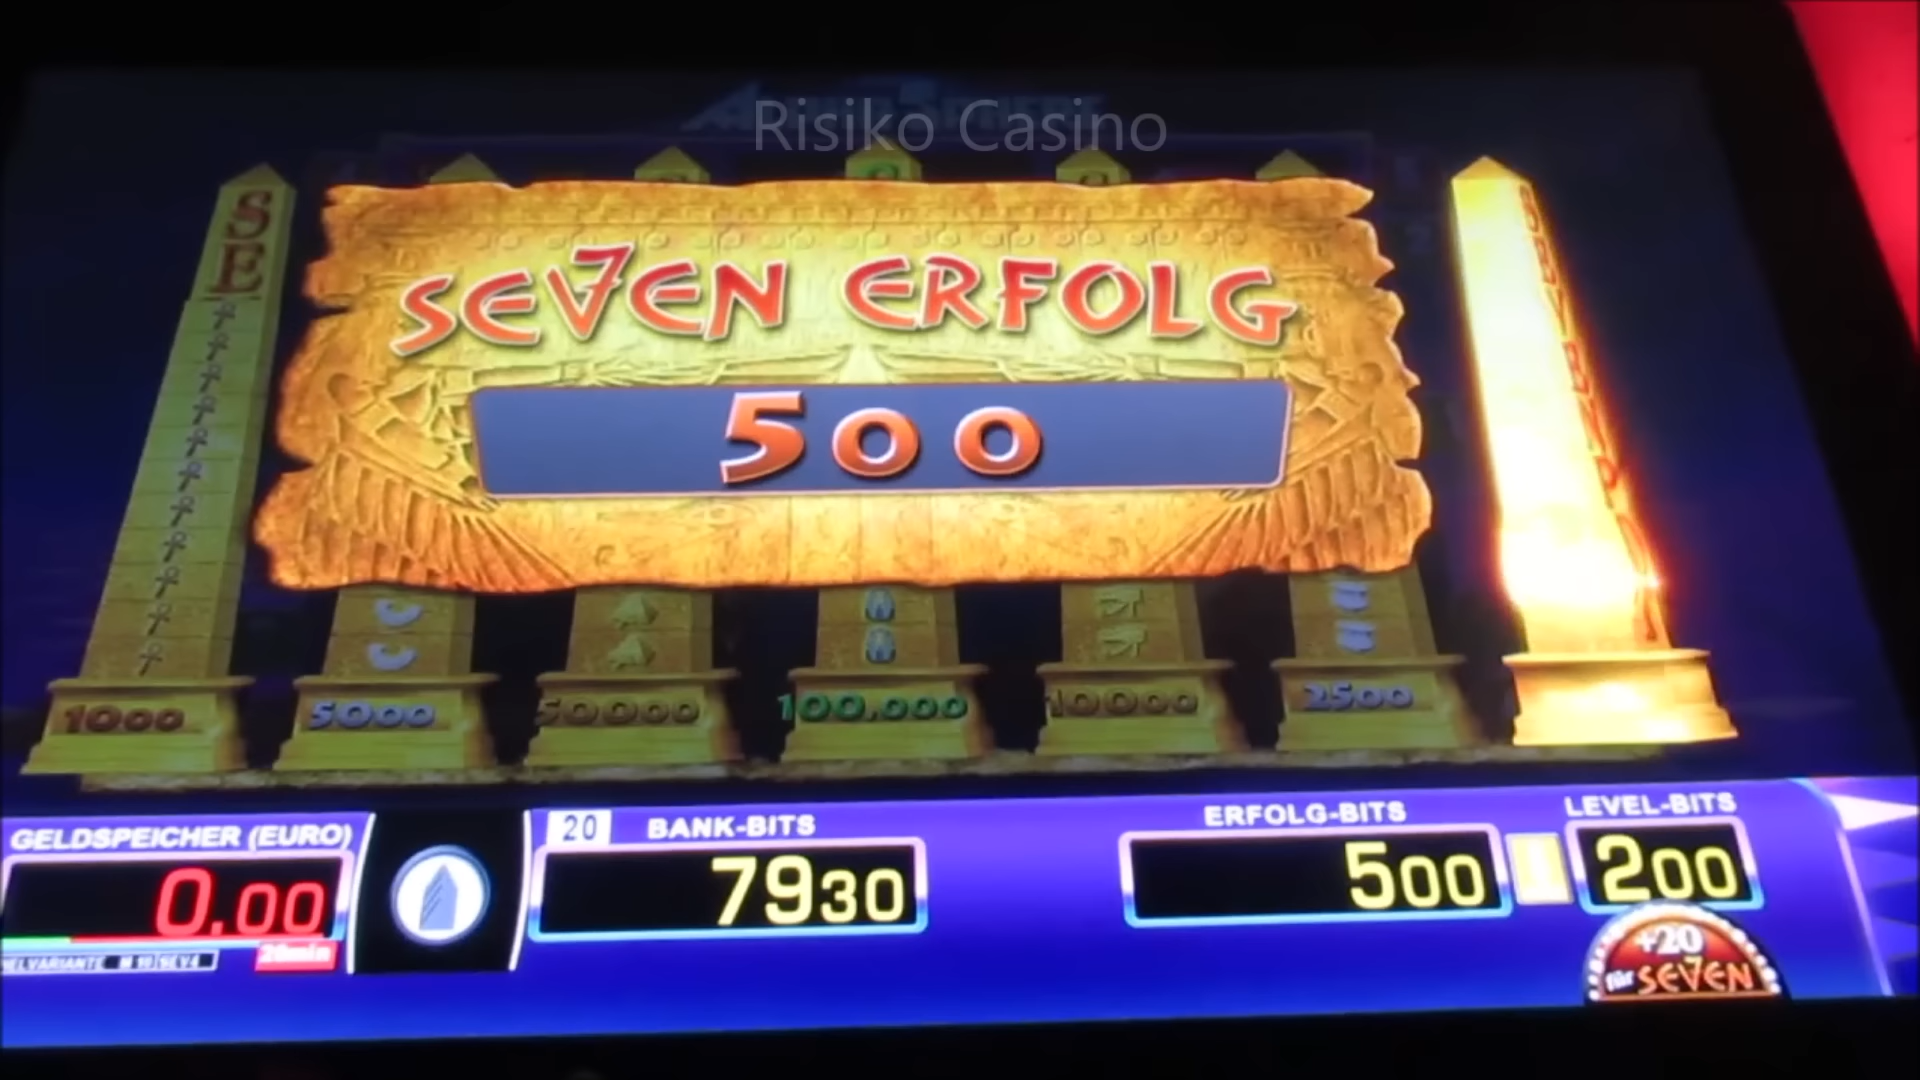 Risiko Casino
SE
SEVEN ERFOLG
500
1000
5000
50000
100.000
10000
2500
GELDSPEICHER (EURO)
20
BANK-BITS
ERFOLG-BITS
LEVEL-BITS
0.00
7930
500
200
20min
+20
für SEVEN